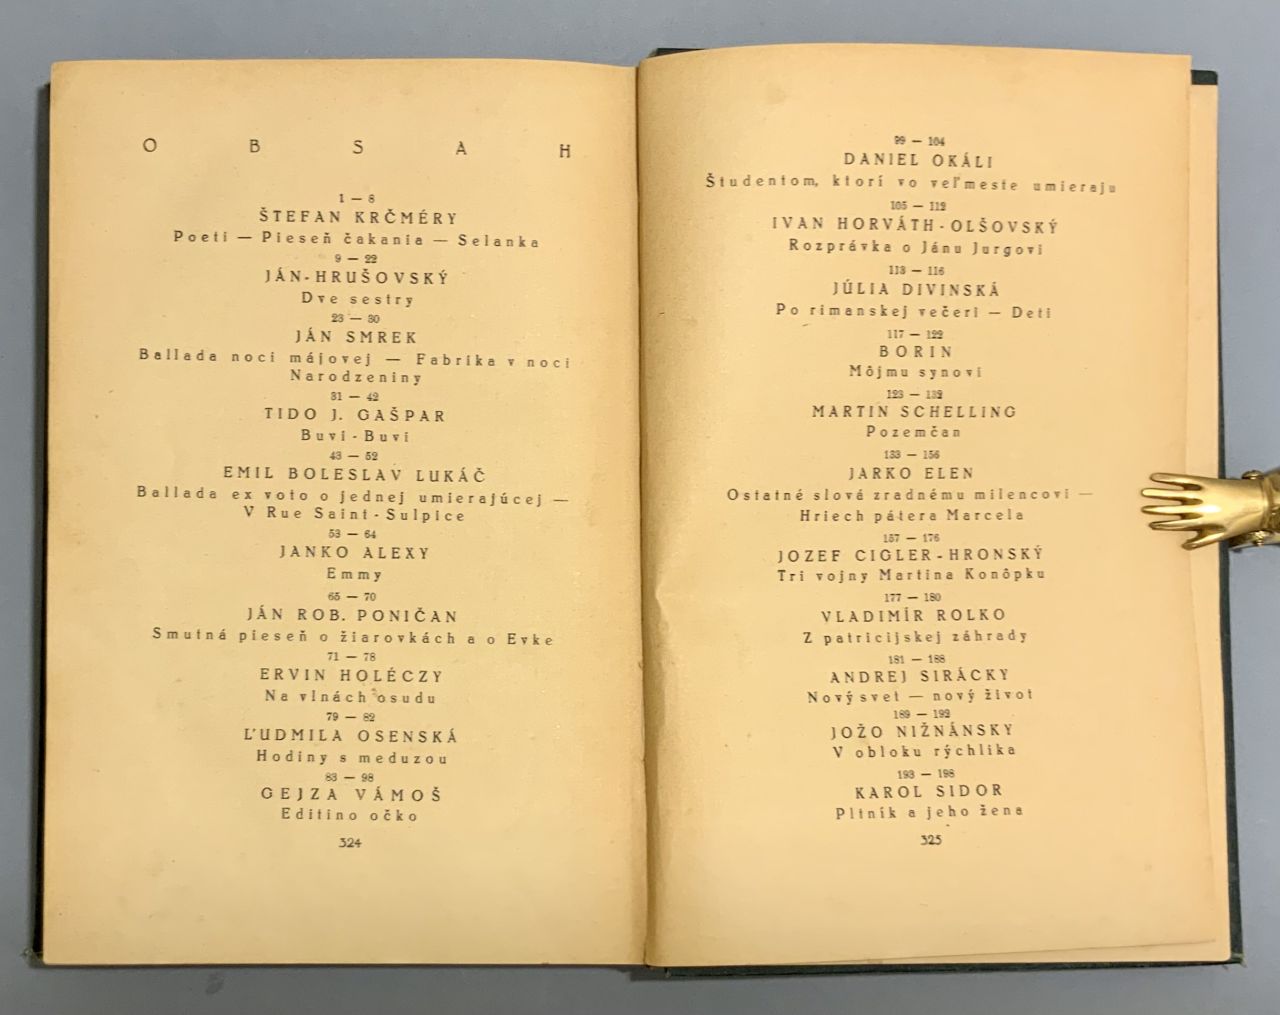 OBSAH
1 — 8
ŠTEFAN KRČMÉRY
Poeti — Pieseň čakania — Selanka
9 — 22
JÁN-HRUŠOVSKÝ
Dve sestry
23 — 30
JÁN SMREK
Ballada noci májovej — Fabrika v noci
Narodzeniny
31 — 42
TIDO J. GAŠPAR
Buvi-Buvi
43 — 52
EMIL BOLESLAV LUKÁČ
Ballada ex voto o jednej umierajúcej —
V Rue Saint-Sulpice
53 — 64
JANKO ALEXY
Emmy
65 — 70
JÁN ROB. PONIČAN
Smutná pieseň o žiarovkách a o Evke
71 — 78
ERVIN HOLÉCZY
Na vlnách osudu
79 — 82
ĽUDMILA OSENSKÁ
Hodiny s meduzou
83 — 98
GEJZA VÁMOŠ
Editino očko
324
99 — 104
DANIEL OKÁLI
Študentom, ktorí vo veľmeste umieraju
105 — 112
IVAN HORVÁTH-OLŠOVSKÝ
Rozprávka o Jánu Jurgovi
113 — 116
JÚLIA DIVINSKÁ
Po rimanskej večeri — Deti
117 — 122
BORIN
Môjmu synovi
123 — 132
MARTIN SCHELLING
Pozemčan
133 — 156
JARKO ELEN
Ostatné slová zradnému milencovi —
Hriech pátera Marcela
157 — 176
JOZEF CIGLER-HRONSKÝ
Tri vojny Martina Konôpku
177 — 180
VLADIMÍR ROLKO
Z patricijskej záhrady
181 — 188
ANDREJ SIRÁCKY
Nový svet — nový život
189 — 192
JOŽO NIŽNÁNSKY
V obloku rýchlika
193 — 198
KAROL SIDOR
Pltník a jeho žena
325